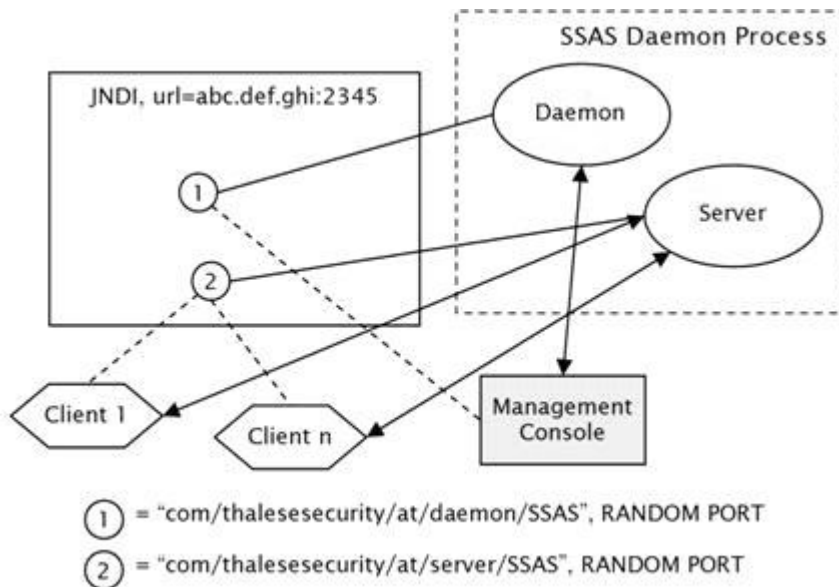 SSAS Daemon Process
JNDI, url=abc.def.ghi:2345
Daemon
1
Server
2
Client 1
Client n
Management
Console
1 = “com/thalesesecurity/at/daemon/SSAS”, RANDOM PORT
2 = “com/thalesesecurity/at/server/SSAS”, RANDOM PORT